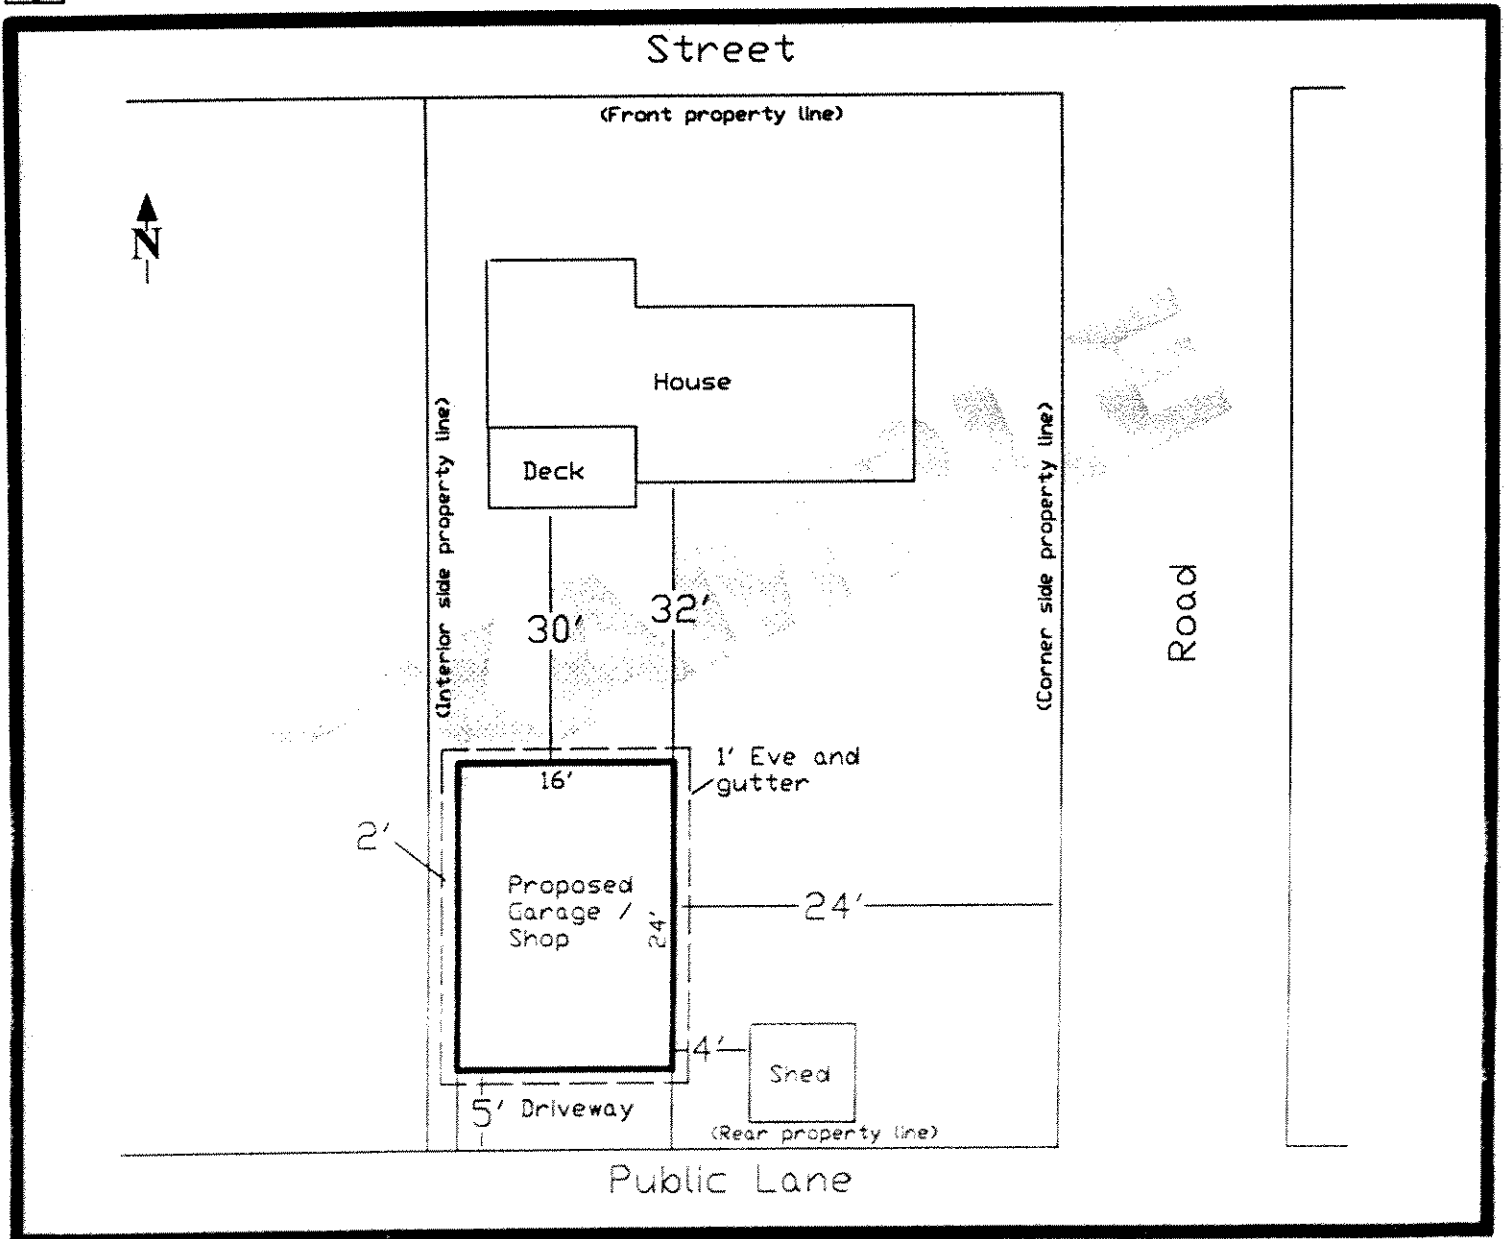 Street
(Front property line)
N
House
Deck
(Interior side property line)
(Corner side property line)
Road
30'
32'
1' Eve and
gutter
16'
2'
Proposed
Garage /
Shop
24'
24'
4'
Shed
5' Driveway
(Rear property line)
Public Lane